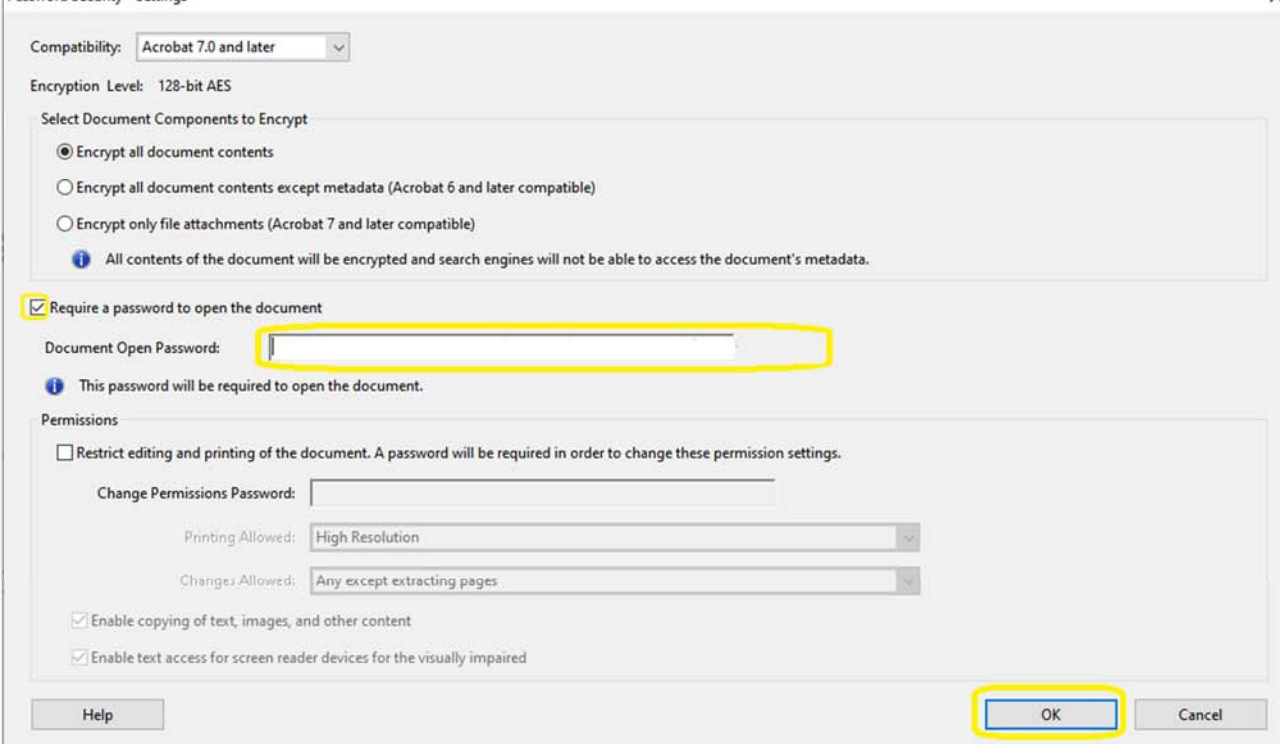 Compatibility: Acrobat 7.0 and later
Encryption Level: 128-bit AES
Select Document Components to Encrypt
Encrypt all document contents
Encrypt all document contents except metadata (Acrobat 6 and later compatible)
Encrypt only file attachments (Acrobat 7 and later compatible)
All contents of the document will be encrypted and search engines will not be able to access the document's metadata.
Require a password to open the document
Document Open Password:
This password will be required to open the document.
Permissions
Restrict editing and printing of the document. A password will be required in order to change these permission settings.
Change Permissions Password:
Printing Allowed: High Resolution
Changes Allowed: Any except extracting pages
Enable copying of text, images, and other content
Enable text access for screen reader devices for the visually impaired
Help OK Cancel